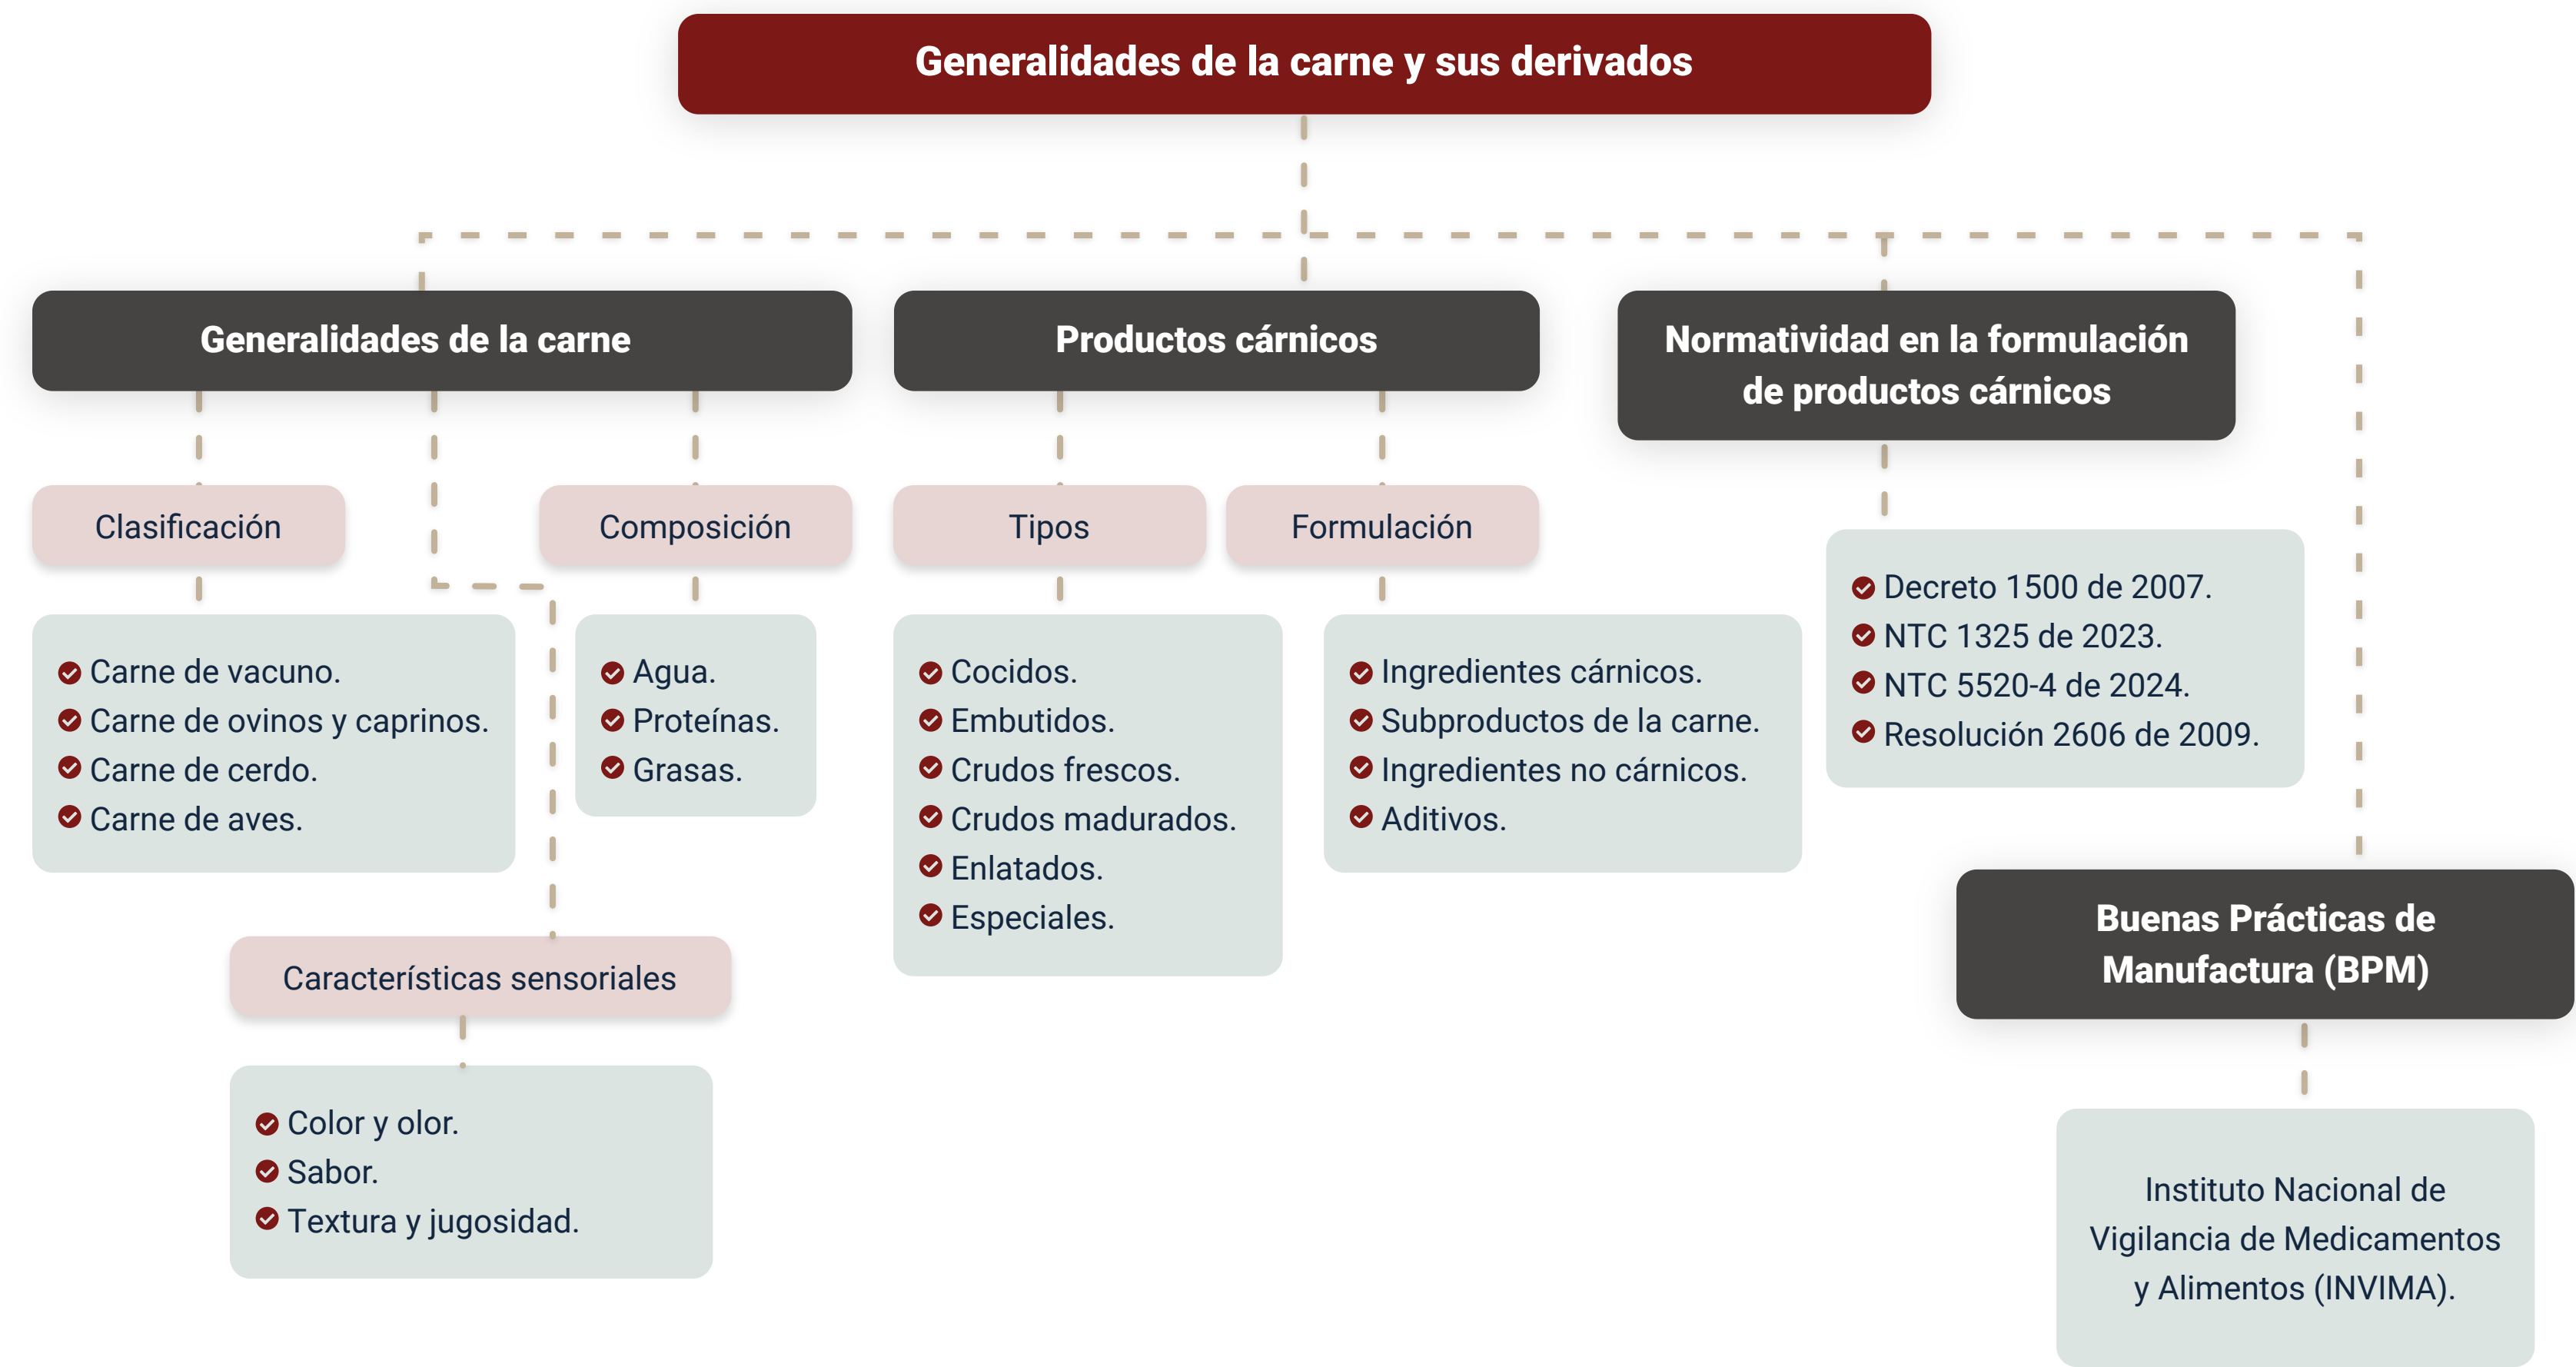 Generalidades de la carne y sus derivados
Generalidades de la carne
Clasificación
Carne de vacuno.
Carne de ovinos y caprinos.
Carne de cerdo.
Carne de aves.
Composición
Agua.
Proteínas.
Grasas.
Características sensoriales
Color y olor.
Sabor.
Textura y jugosidad.
Productos cárnicos
Tipos
Cocidos.
Embutidos.
Crudos frescos.
Crudos madurados.
Enlatados.
Especiales.
Formulación
Ingredientes cárnicos.
Subproductos de la carne.
Ingredientes no cárnicos.
Aditivos.
Normatividad en la formulación
de productos cárnicos
Decreto 1500 de 2007.
NTC 1325 de 2023.
NTC 5520-4 de 2024.
Resolución 2606 de 2009.
Buenas Prácticas de
Manufactura (BPM)
Instituto Nacional de
Vigilancia de Medicamentos
y Alimentos (INVIMA).